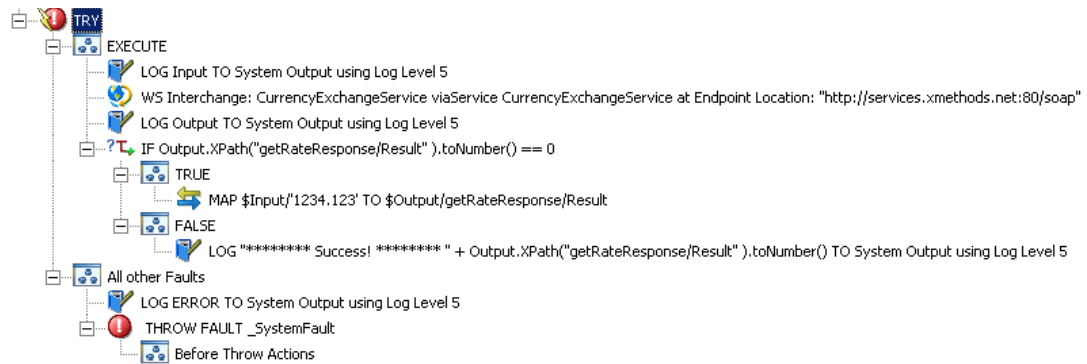 TRY
EXECUTE
LOG Input TO System Output using Log Level 5
WS Interchange: CurrencyExchangeService viaService CurrencyExchangeService at Endpoint Location: "http://services.xmethods.net:80/soap"
LOG Output TO System Output using Log Level 5
IF Output.XPath("getRateResponse/Result" ).toNumber() == 0
TRUE
MAP $Input/'1234.123' TO $Output/getRateResponse/Result
FALSE
LOG "******** Success! ******** " + Output.XPath("getRateResponse/Result" ).toNumber() TO System Output using Log Level 5
All other Faults
LOG ERROR TO System Output using Log Level 5
THROW FAULT _SystemFault
Before Throw Actions